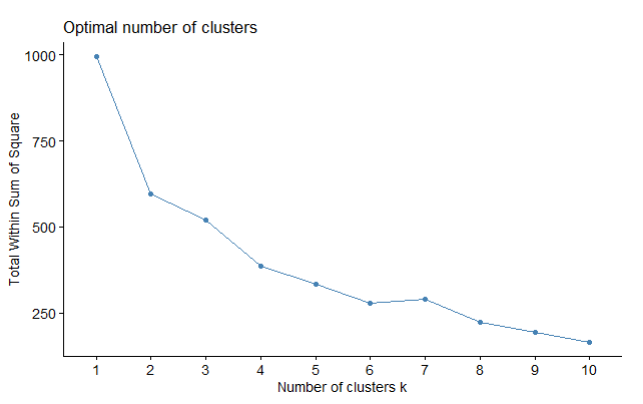 Optimal number of clusters
1000
750
500
250
Total Within Sum of Square
1 2 3 4 5 6 7 8 9 10
Number of clusters k